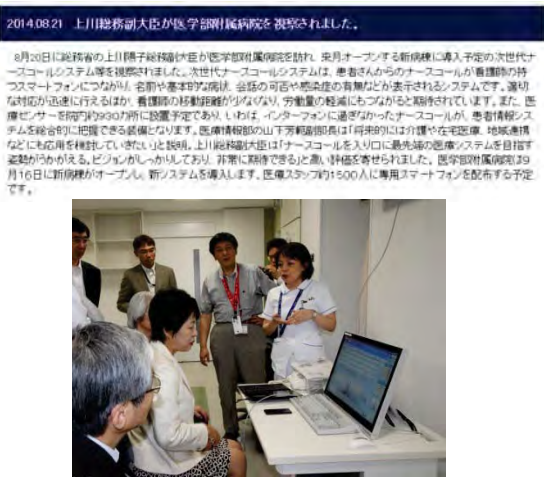 2014.08.21 上川総務副大臣が医学部附属病院を視察されました。
8月20日に総務省の上川陽子総務副大臣が医学部附属病院を訪れ、来月オープンする新病棟に導入予定の次世代ナ
ースコールシステム等を視察されました。次世代ナースコールシステムは、患者さんからのナースコールが看護師の持
つスマートフォンにつながり、名前や基本的な病状、会話の可否や感染症の有無などが表示されるシステムです。適切
な対応が迅速に行えるほか、看護師の移動距離が少なくなり、労働量の軽減にもつながると期待されています。また、医
療センサーを院内約930カ所に設置予定であり、いわば、インターフォンに過ぎなかったナースコールが、患者情報シス
テムを総合的に把握できる装備となります。医療情報部の山下芳範副部長は「将来的には介護や在宅医療、地域連携
などにも応用を検討していきたい」と説明。上川総務副大臣は「ナースコールを入り口に最先端の医療システムを目指す
姿勢がうかがえる。ビジョンがしっかりしており、非常に期待できる」と高い評価を寄せられました。医学部附属病院は9
月16日に新病棟がオープンし、新システムを導入します。医療スタッフ約1500人に専用スマートフォンを配布する予定
です。